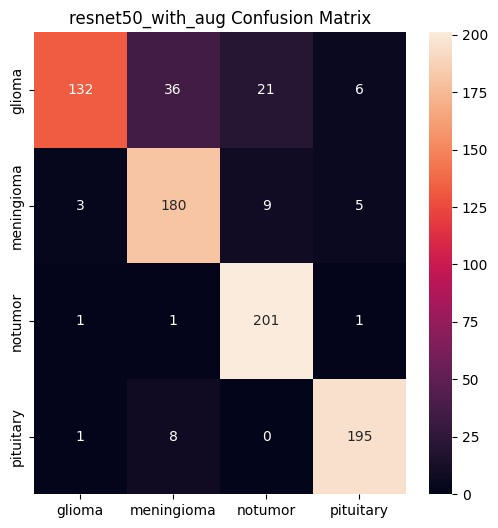 resnet50_with_aug Confusion Matrix
glioma 132 36 21 6
meningioma 3 180 9 5
notumor 1 1 201 1
pituitary 1 8 0 195
glioma meningioma notumor pituitary
200
175
150
125
100
75
50
25
0